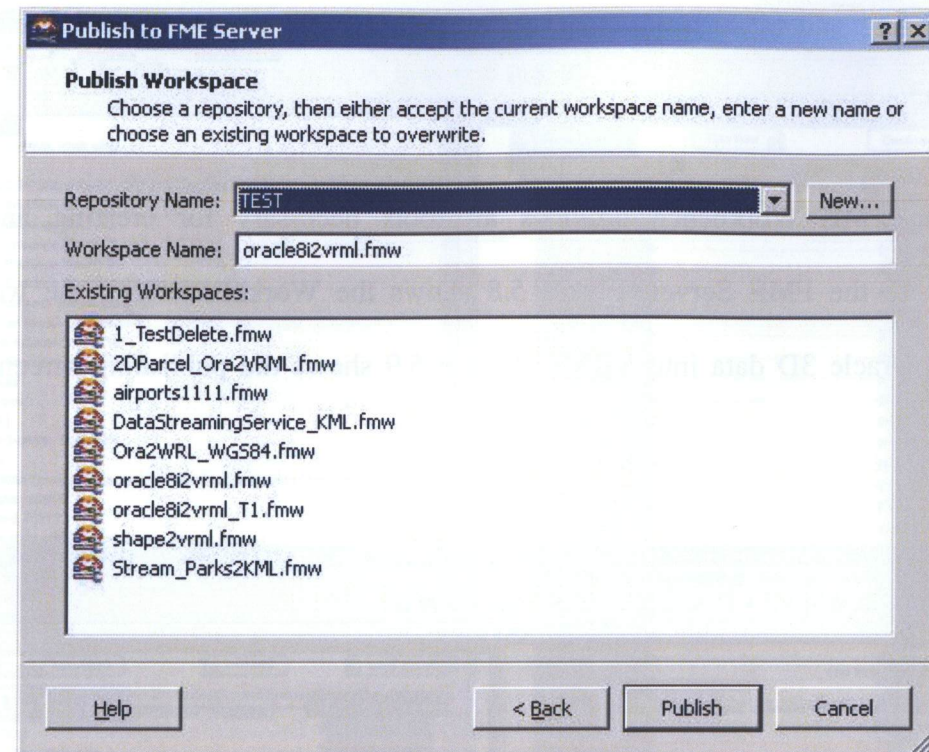 Publish to FME Server
Publish Workspace
Choose a repository, then either accept the current workspace name, enter a new name or
choose an existing workspace to overwrite.
Repository Name: TEST New...
Workspace Name: oracle8i2vrml.fmw
Existing Workspaces:
1_TestDelete.fmw
2DParcel_Ora2VRML.fmw
airports1111.fmw
DataStreamingService_KML.fmw
Ora2WRL_WGS84.fmw
oracle8i2vrml.fmw
oracle8i2vrml_T1.fmw
shape2vrml.fmw
Stream_Parks2KML.fmw
Help < Back Publish Cancel